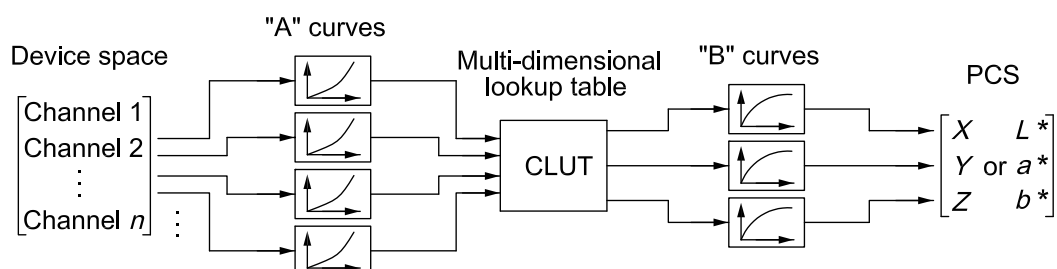 Device space
Channel 1
Channel 2
⋮
Channel n
⋮
"A" curves
Multi-dimensional
lookup table
CLUT
"B" curves
PCS
X L*
Y or a*
Z b*